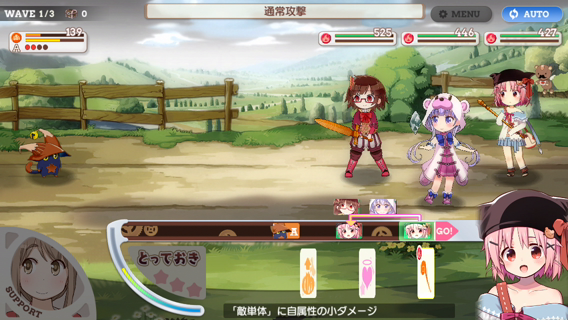 WAVE 1/3 0
通常攻撃
MENU
AUTO
139
A
525
446
427
GO!
とっておき
SUPPORT
「敵単体」に自属性の小ダメージ